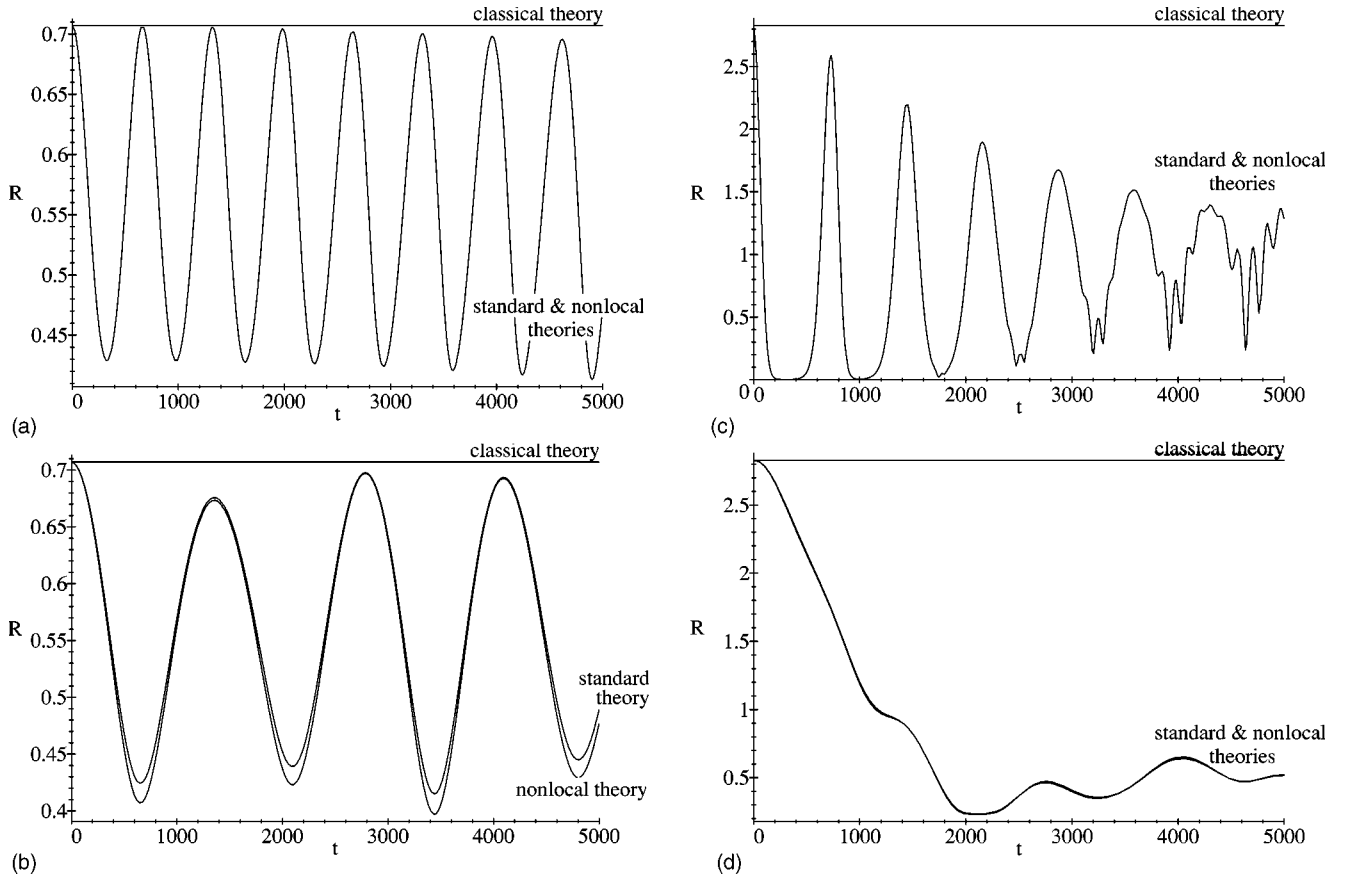 classical theory
0.7
0.65
0.6
R
0.55
0.5
standard & nonlocal
theories
0.45
0 1000 2000 3000 4000 5000
t
(a)
classical theory
2.5
2
standard & nonlocal
theories
R
1.5
1
0.5
0 1000 2000 3000 4000 5000
t
(c)
classical theory
0.7
0.65
0.6
R
0.55
standard
theory
0.5
0.45
nonlocal theory
0.4
0 1000 2000 3000 4000 5000
t
(b)
classical theory
2.5
2
R
1.5
1
standard & nonlocal
theories
0.5
0 1000 2000 3000 4000 5000
t
(d)